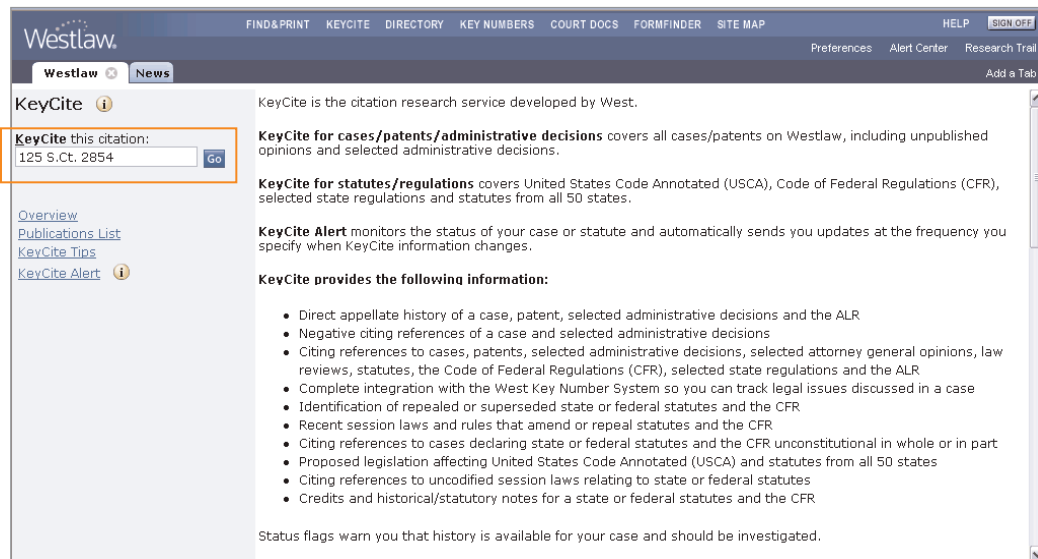 Westlaw.
FIND&PRINT KEYCITE DIRECTORY KEY NUMBERS COURT DOCS FORMFINDER SITE MAP
HELP SIGN OFF
Preferences Alert Center Research Trail
Westlaw News
Add a Tab
KeyCite i
KeyCite this citation:
125 S.Ct. 2854 Go
Overview
Publications List
KeyCite Tips
KeyCite Alert i
KeyCite is the citation research service developed by West.
KeyCite for cases/patents/administrative decisions covers all cases/patents on Westlaw, including unpublished
opinions and selected administrative decisions.
KeyCite for statutes/regulations covers United States Code Annotated (USCA), Code of Federal Regulations (CFR),
selected state regulations and statutes from all 50 states.
KeyCite Alert monitors the status of your case or statute and automatically sends you updates at the frequency you
specify when KeyCite information changes.
KeyCite provides the following information:
• Direct appellate history of a case, patent, selected administrative decisions and the ALR
• Negative citing references of a case and selected administrative decisions
• Citing references to cases, patents, selected administrative decisions, selected attorney general opinions, law
reviews, statutes, the Code of Federal Regulations (CFR), selected state regulations and the ALR
• Complete integration with the West Key Number System so you can track legal issues discussed in a case
• Identification of repealed or superseded state or federal statutes and the CFR
• Recent session laws and rules that amend or repeal statutes and the CFR
• Citing references to cases declaring state or federal statutes and the CFR unconstitutional in whole or in part
• Proposed legislation affecting United States Code Annotated (USCA) and statutes from all 50 states
• Citing references to uncodified session laws relating to state or federal statutes
• Credits and historical/statutory notes for a state or federal statutes and the CFR
Status flags warn you that history is available for your case and should be investigated.